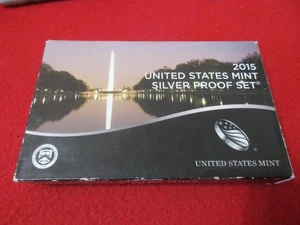 2015
UNITED STATES MINT
SILVER PROOF SET
UNITED STATES MINT